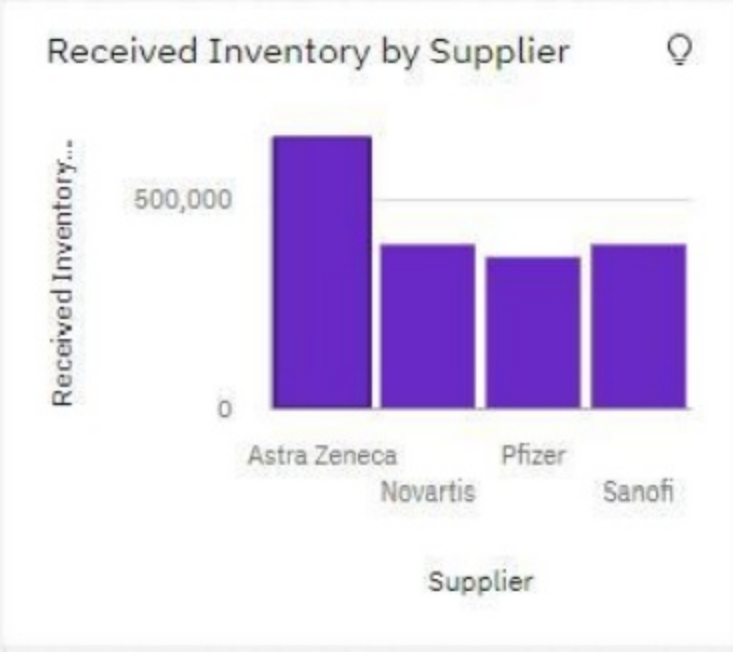 Received Inventory by Supplier
Received Inventory...
500,000
0
Astra Zeneca
Novartis
Pfizer
Sanofi
Supplier